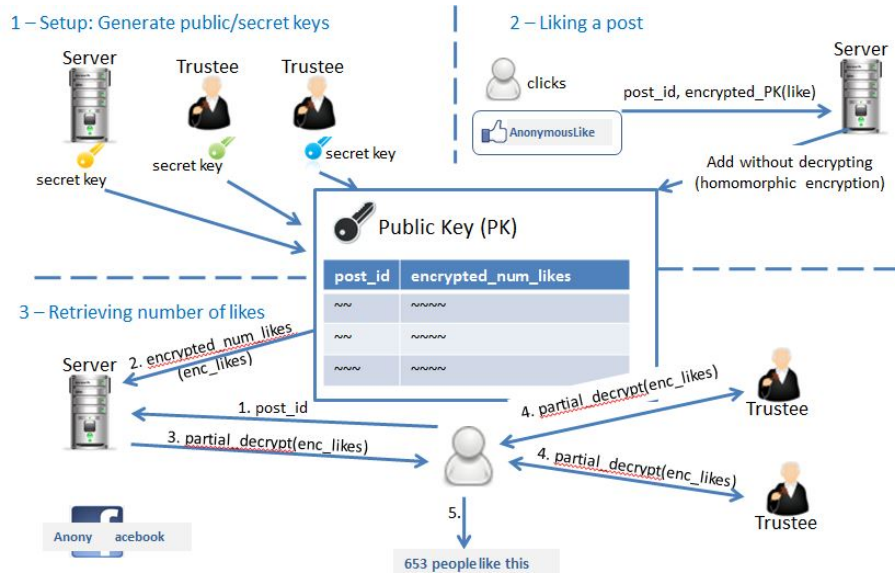 1 – Setup: Generate public/secret keys
Server
Trustee
Trustee
secret key
secret key
secret key
2 – Liking a post
clicks
AnonymousLike
post_id, encrypted_PK(like)
Server
Add without decrypting
(homomorphic encryption)
Public Key (PK)
post_id encrypted_num_likes
~~ ~~~~
~~ ~~~~
~~~ ~~~~
3 – Retrieving number of likes
Server
2. encrypted_num_likes
(enc_likes)
1. post_id
3. partial_decrypt(enc_likes)
4. partial_decrypt(enc_likes)
Trustee
4. partial_decrypt(enc_likes)
Trustee
5.
653 people like this
Anony f acebook